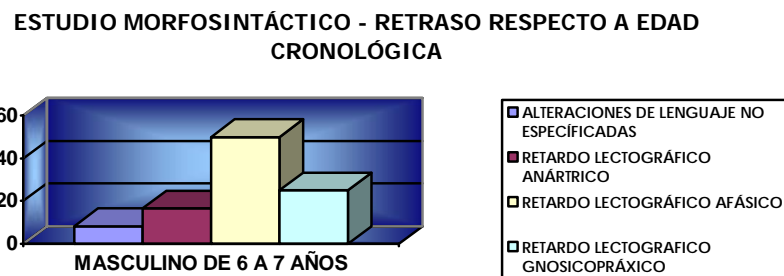 ESTUDIO MORFOSINTÁCTICO - RETRASO RESPECTO A EDAD
CRONOLÓGICA
60
40
20
0
MASCULINO DE 6 A 7 AÑOS
ALTERACIONES DE LENGUAJE NO
ESPECÍFICADAS
RETARDO LECTOGRÁFICO
ANÁRTRICO
RETARDO LECTOGRÁFICO AFÁSICO
RETARDO LECTOGRAFICO
GNOSICOPRÁXICO